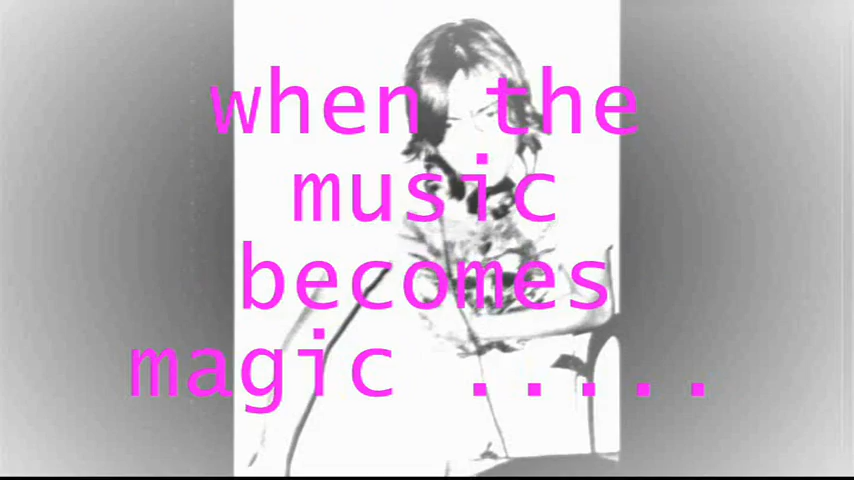 when the
music
becomes
magic .....